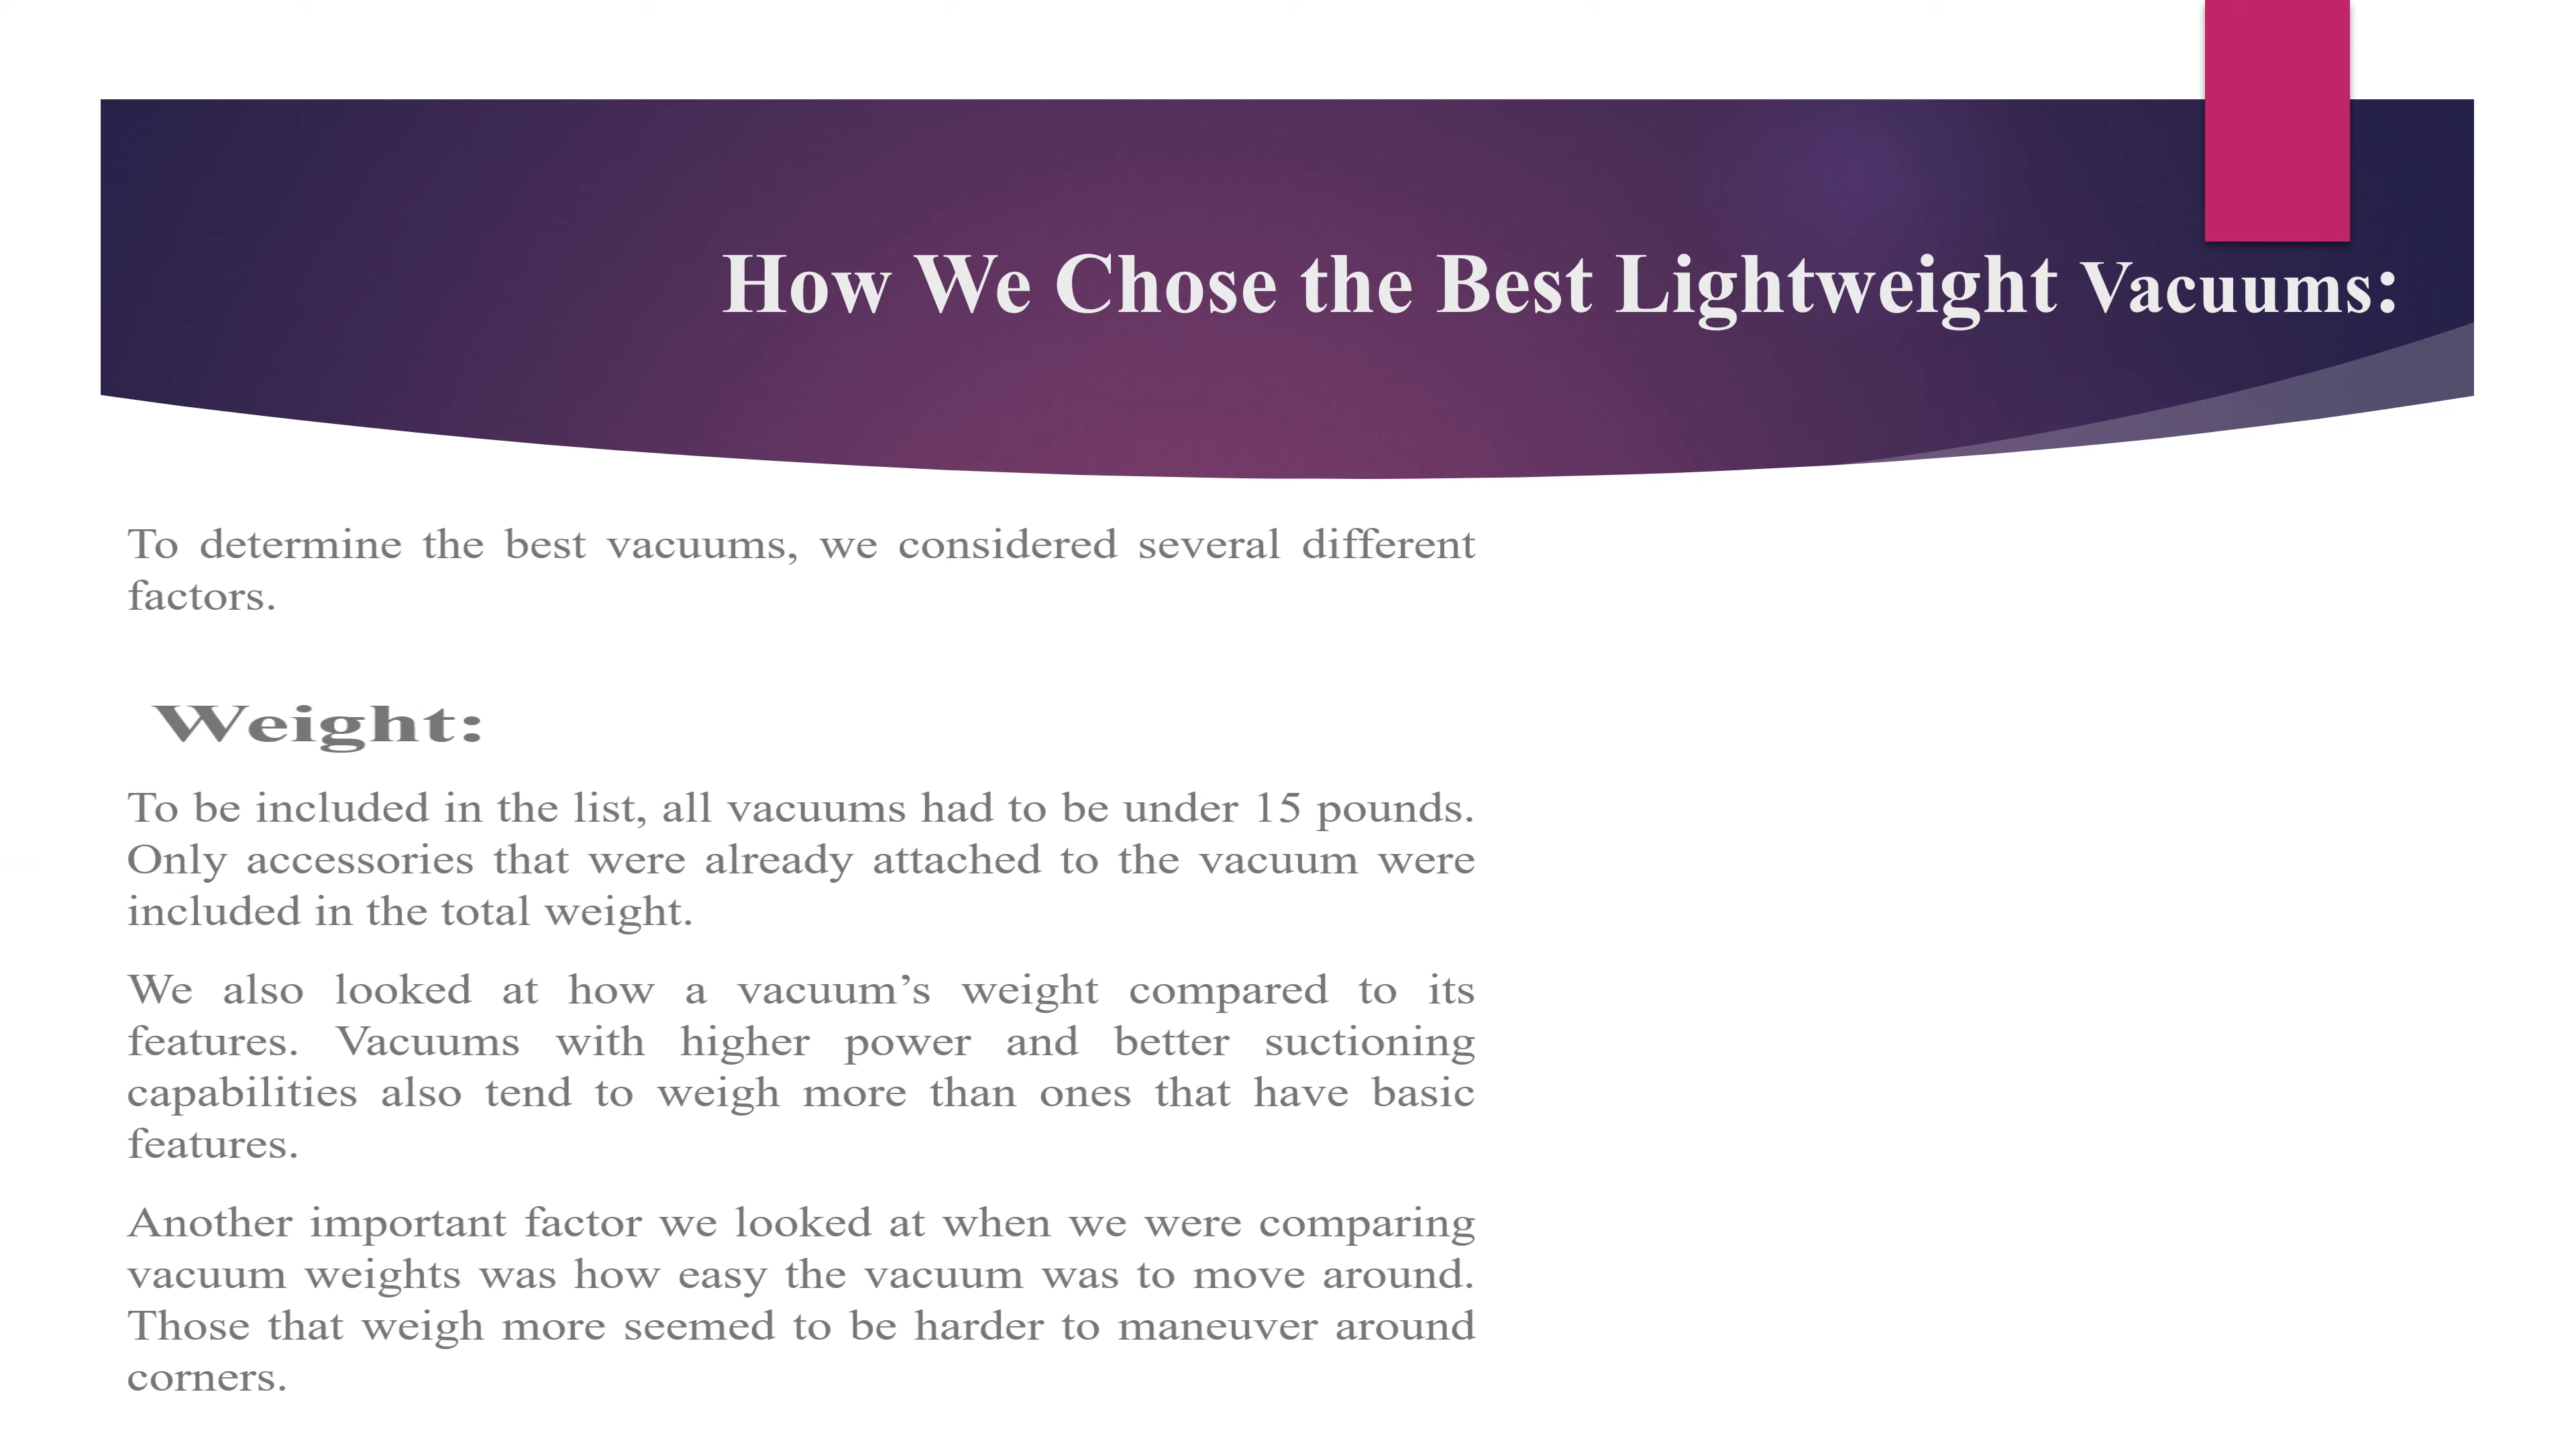 How We Chose the Best Lightweight Vacuums:
To determine the best vacuums, we considered several different
factors.
Weight:
To be included in the list, all vacuums had to be under 15 pounds.
Only accessories that were already attached to the vacuum were
included in the total weight.
We also looked at how a vacuum’s weight compared to its
features. Vacuums with higher power and better suctioning
capabilities also tend to weigh more than ones that have basic
features.
Another important factor we looked at when we were comparing
vacuum weights was how easy the vacuum was to move around.
Those that weigh more seemed to be harder to maneuver around
corners.